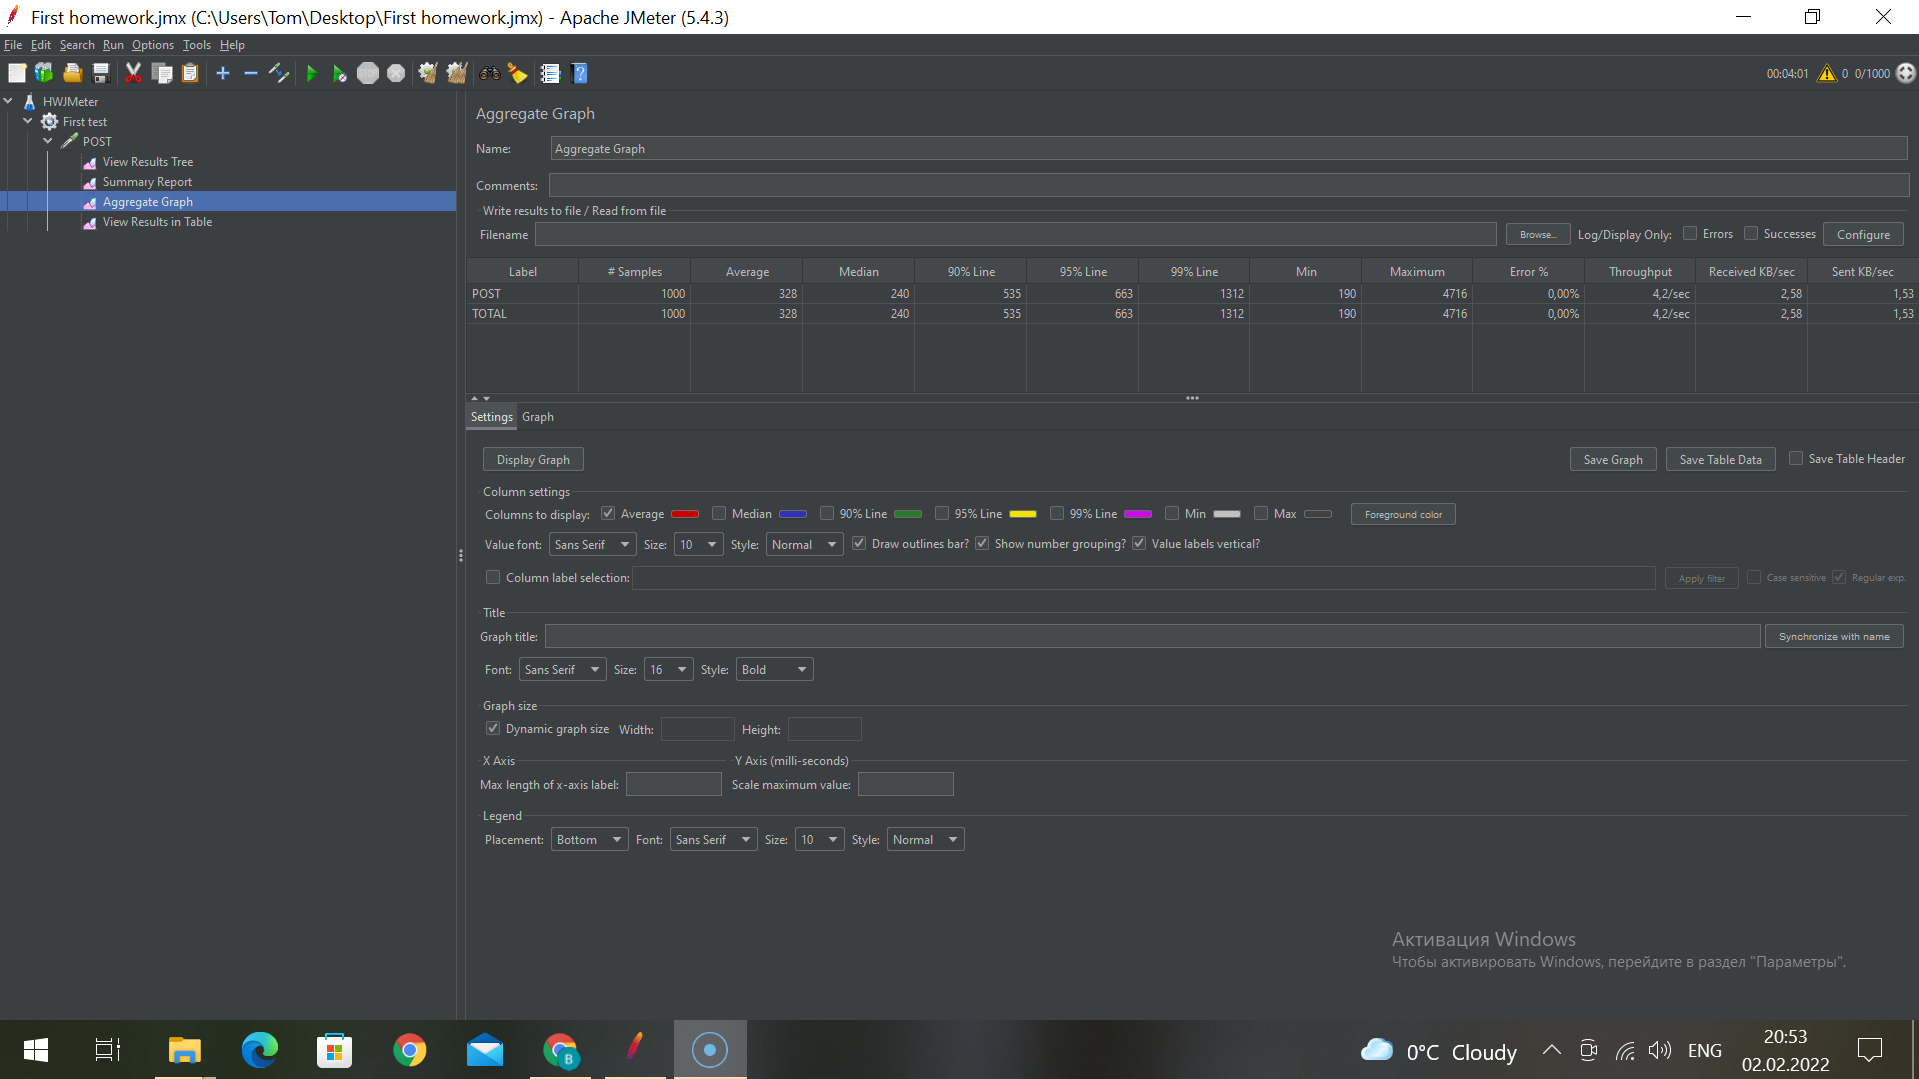 First homework.jmx (C:\Users\Tom\Desktop\First homework.jmx) - Apache JMeter (5.4.3)
File Edit Search Run Options Tools Help
STOP
00:04:01 0 0/1000
HWJMeter
First test
POST
View Results Tree
Summary Report
Aggregate Graph
View Results in Table
Aggregate Graph
Name: Aggregate Graph
Comments:
Write results to file / Read from file
Filename Browse... Log/Display Only: Errors Successes Configure
Label # Samples Average Median 90% Line 95% Line 99% Line Min Maximum Error % Throughput Received KB/sec Sent KB/sec
POST 1000 328 240 535 663 1312 190 4716 0,00% 4,2/sec 2,58 1,53
TOTAL 1000 328 240 535 663 1312 190 4716 0,00% 4,2/sec 2,58 1,53
Settings Graph
Display Graph Save Graph Save Table Data Save Table Header
Column settings
Columns to display: Average Median 90% Line 95% Line 99% Line Min Max Foreground color
Value font: Sans Serif Size: 10 Style: Normal Draw outlines bar? Show number grouping? Value labels vertical?
Column label selection: Apply filter Case sensitive Regular exp.
Title
Graph title: Synchronize with name
Font: Sans Serif Size: 16 Style: Bold
Graph size
Dynamic graph size Width: Height:
X Axis Y Axis (milli-seconds)
Max length of x-axis label: Scale maximum value:
Legend
Placement: Bottom Font: Sans Serif Size: 10 Style: Normal
Активация Windows
Чтобы активировать Windows, перейдите в раздел "Параметры".
B 0°C Cloudy ENG 20:53
02.02.2022